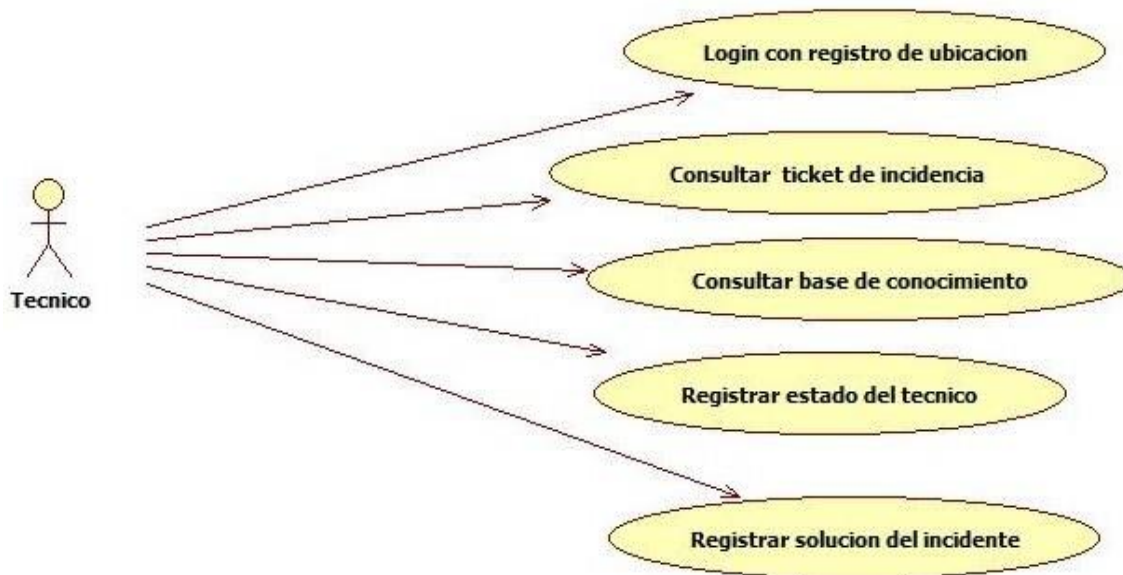 Login con registro de ubicacion
Consultar ticket de incidencia
Tecnico
Consultar base de conocimiento
Registrar estado del tecnico
Registrar solucion del incidente